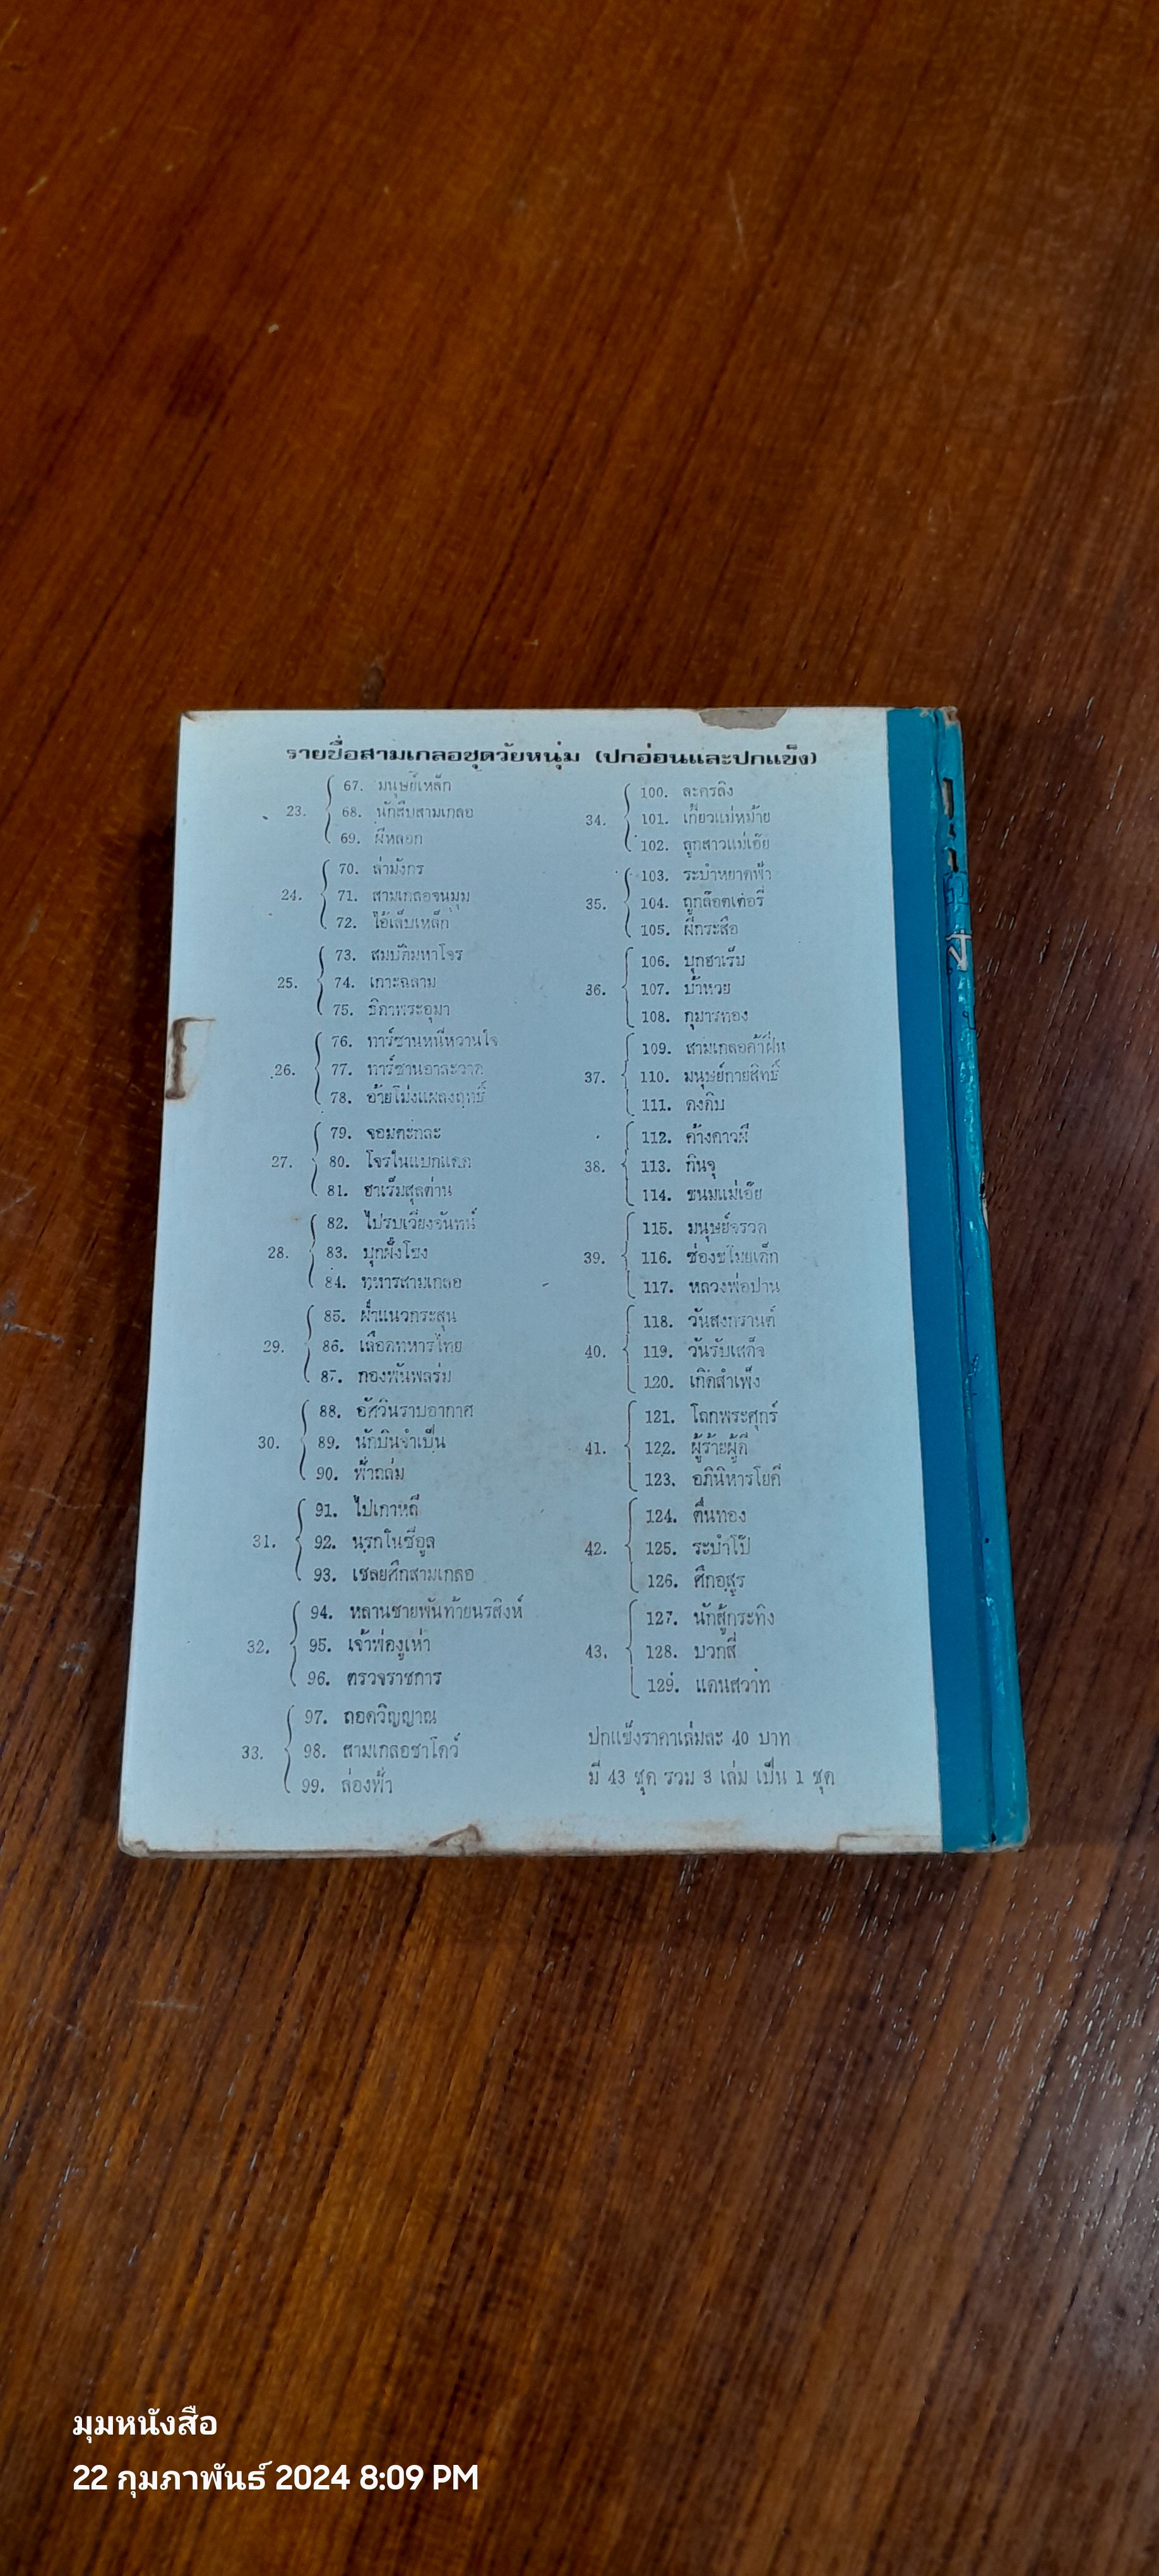 รายชื่อสามเกลอชุดวัยหนุ่ม (ปกอ่อนและปกแข็ง)
23.
67. มนุษย์เหล็ก
68. นักสืบสามเกลอ
69. ผีหลอก
24.
70. ล่ามังกร
71. สามเกลอจนมุม
72. ไอ้เล็บเหล็ก
25.
73. สมบัติมหาโจร
74. เกาะฉลาม
75. ธิดาพระอุมา
26.
76. ทาร์ซานหนีหวานใจ
77. ทาร์ซานอาละวาด
78. อ้ายโม่งแผลงฤทธิ์
27.
79. จอมตะกละ
80. โจรในแบกแดด
81. ฮาเร็มสุลต่าน
28.
82. ไปรบเวียงจันทน์
83. บุกฝั่งโขง
84. ทหารสามเกลอ
29.
85. ฝ่าแนวกระสุน
86. เลือดทหารไทย
87. กองพันพลร่ม
30.
88. อัศวินราบอากาศ
89. นักบินจำเป็น
90. ฟ้าถล่ม
31.
91. ไปเกาหลี
92. นรกในซีอูล
93. เชลยศึกสามเกลอ
32.
94. หลานชายพันท้ายนรสิงห์
95. เจ้าพ่องูเห่า
96. ตรวจราชการ
33.
97. ถอดวิญญาณ
98. สามเกลอชาโดว์
99. ล่องฟ้า
34.
100. ละครลิง
101. เกี้ยวแม่หม้าย
102. ลูกสาวแม่เอ๊ย
35.
103. ระบำหยาดฟ้า
104. ถูกล๊อตเตอรี่
105. ผีกระสือ
36.
106. บุกฮาเร็ม
107. บ้าหวย
108. กุมารทอง
37.
109. สามเกลอค้าฝิ่น
110. มนุษย์กายสิทธิ์
111. ดงดิบ
38.
112. ค้างคาวผี
113. กินจุ
114. ขนมแม่เอ๊ย
39.
115. มนุษย์จรวด
116. ซ่องขโมยเด็ก
117. หลวงพ่อปาน
40.
118. วันสงกรานต์
119. วันรับเสด็จ
120. เกิดสำเพ็ง
41.
121. โลกพระศุกร์
122. ผู้ร้ายผู้ดี
123. อภินิหารโยคี
42.
124. ตีนทอง
125. ระบำโป๊
126. ศึกอสูร
43.
127. นักสู้กระทิง
128. บวกสี่
129. แดนสวาท
ปกแข็งราคาเล่มละ 40 บาท
มี 43 ชุด รวม 3 เล่ม เป็น 1 ชุด
มุมหนังสือ
22 กุมภาพันธ์ 2024 8:09 PM